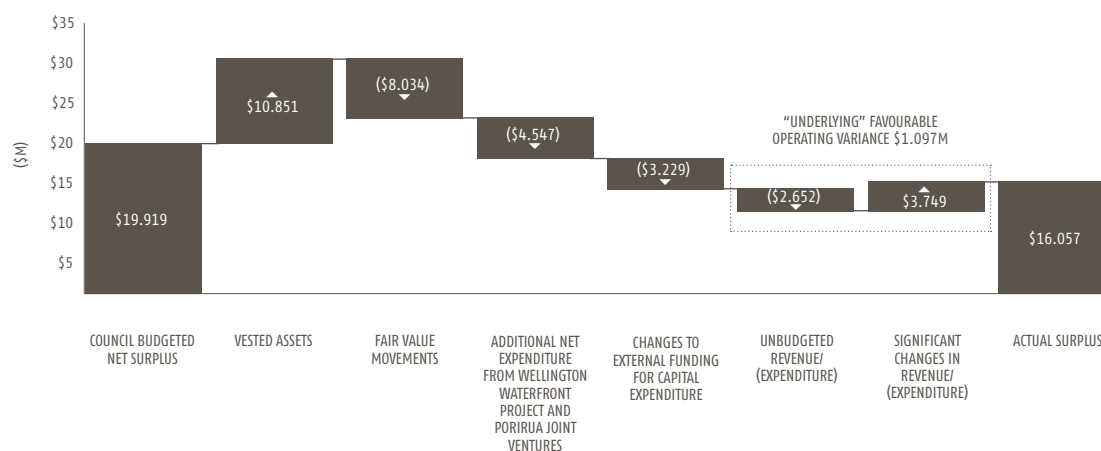 $35
$30
$25
$20
$15
$10
$5
($M)
$19.919
$10.851
($8.034)
($4.547)
($3.229)
"UNDERLYING" FAVOURABLE
OPERATING VARIANCE $1.097M
($2.652)
$3.749
$16.057
COUNCIL BUDGETED
NET SURPLUS
VESTED ASSETS
FAIR VALUE
MOVEMENTS
ADDITIONAL NET
EXPENDITURE
FROM WELLINGTON
WATERFRONT
PROJECT AND
PORIRUA JOINT
VENTURES
CHANGES TO
EXTERNAL FUNDING
FOR CAPITAL
EXPENDITURE
UNBUDGETED
REVENUE/
(EXPENDITURE)
SIGNIFICANT
CHANGES IN
REVENUE/
(EXPENDITURE)
ACTUAL SURPLUS